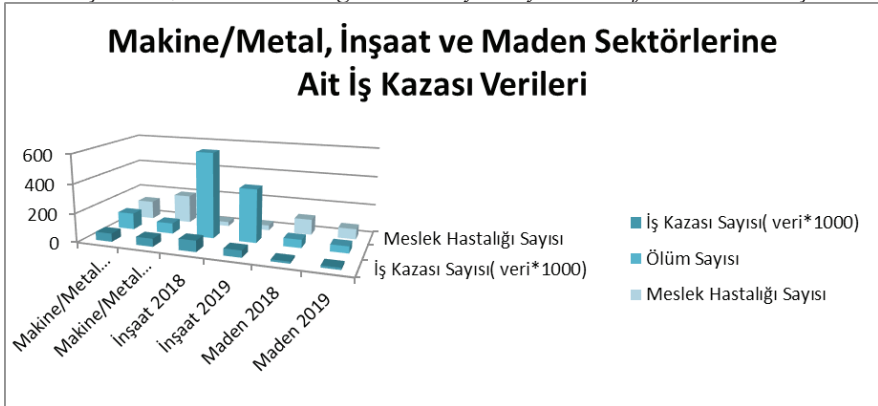 Makine/Metal, İnşaat ve Maden Sektörlerine
Ait İş Kazası Verileri
600
400
200
0
Makine/Metal...
Makine/Metal...
İnşaat 2018
İnşaat 2019
Maden 2018
Maden 2019
Meslek Hastalığı Sayısı
İş Kazası Sayısı( veri*1000)
İş Kazası Sayısı( veri*1000)
Ölüm Sayısı
Meslek Hastalığı Sayısı